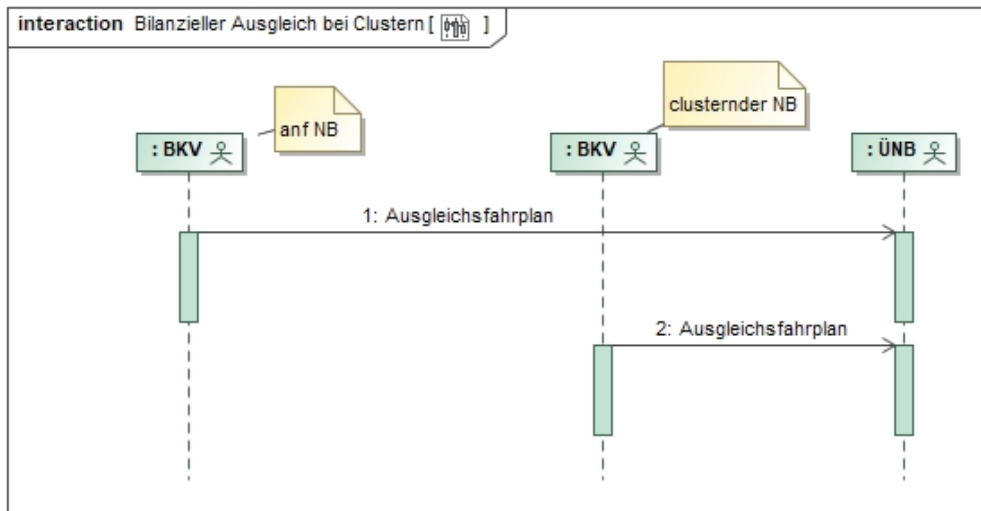 interaction Bilanzieller Ausgleich bei Clustern [ ]
anf NB
clusternder NB
: BKV
: BKV
: ÜNB
1: Ausgleichsfahrplan
2: Ausgleichsfahrplan